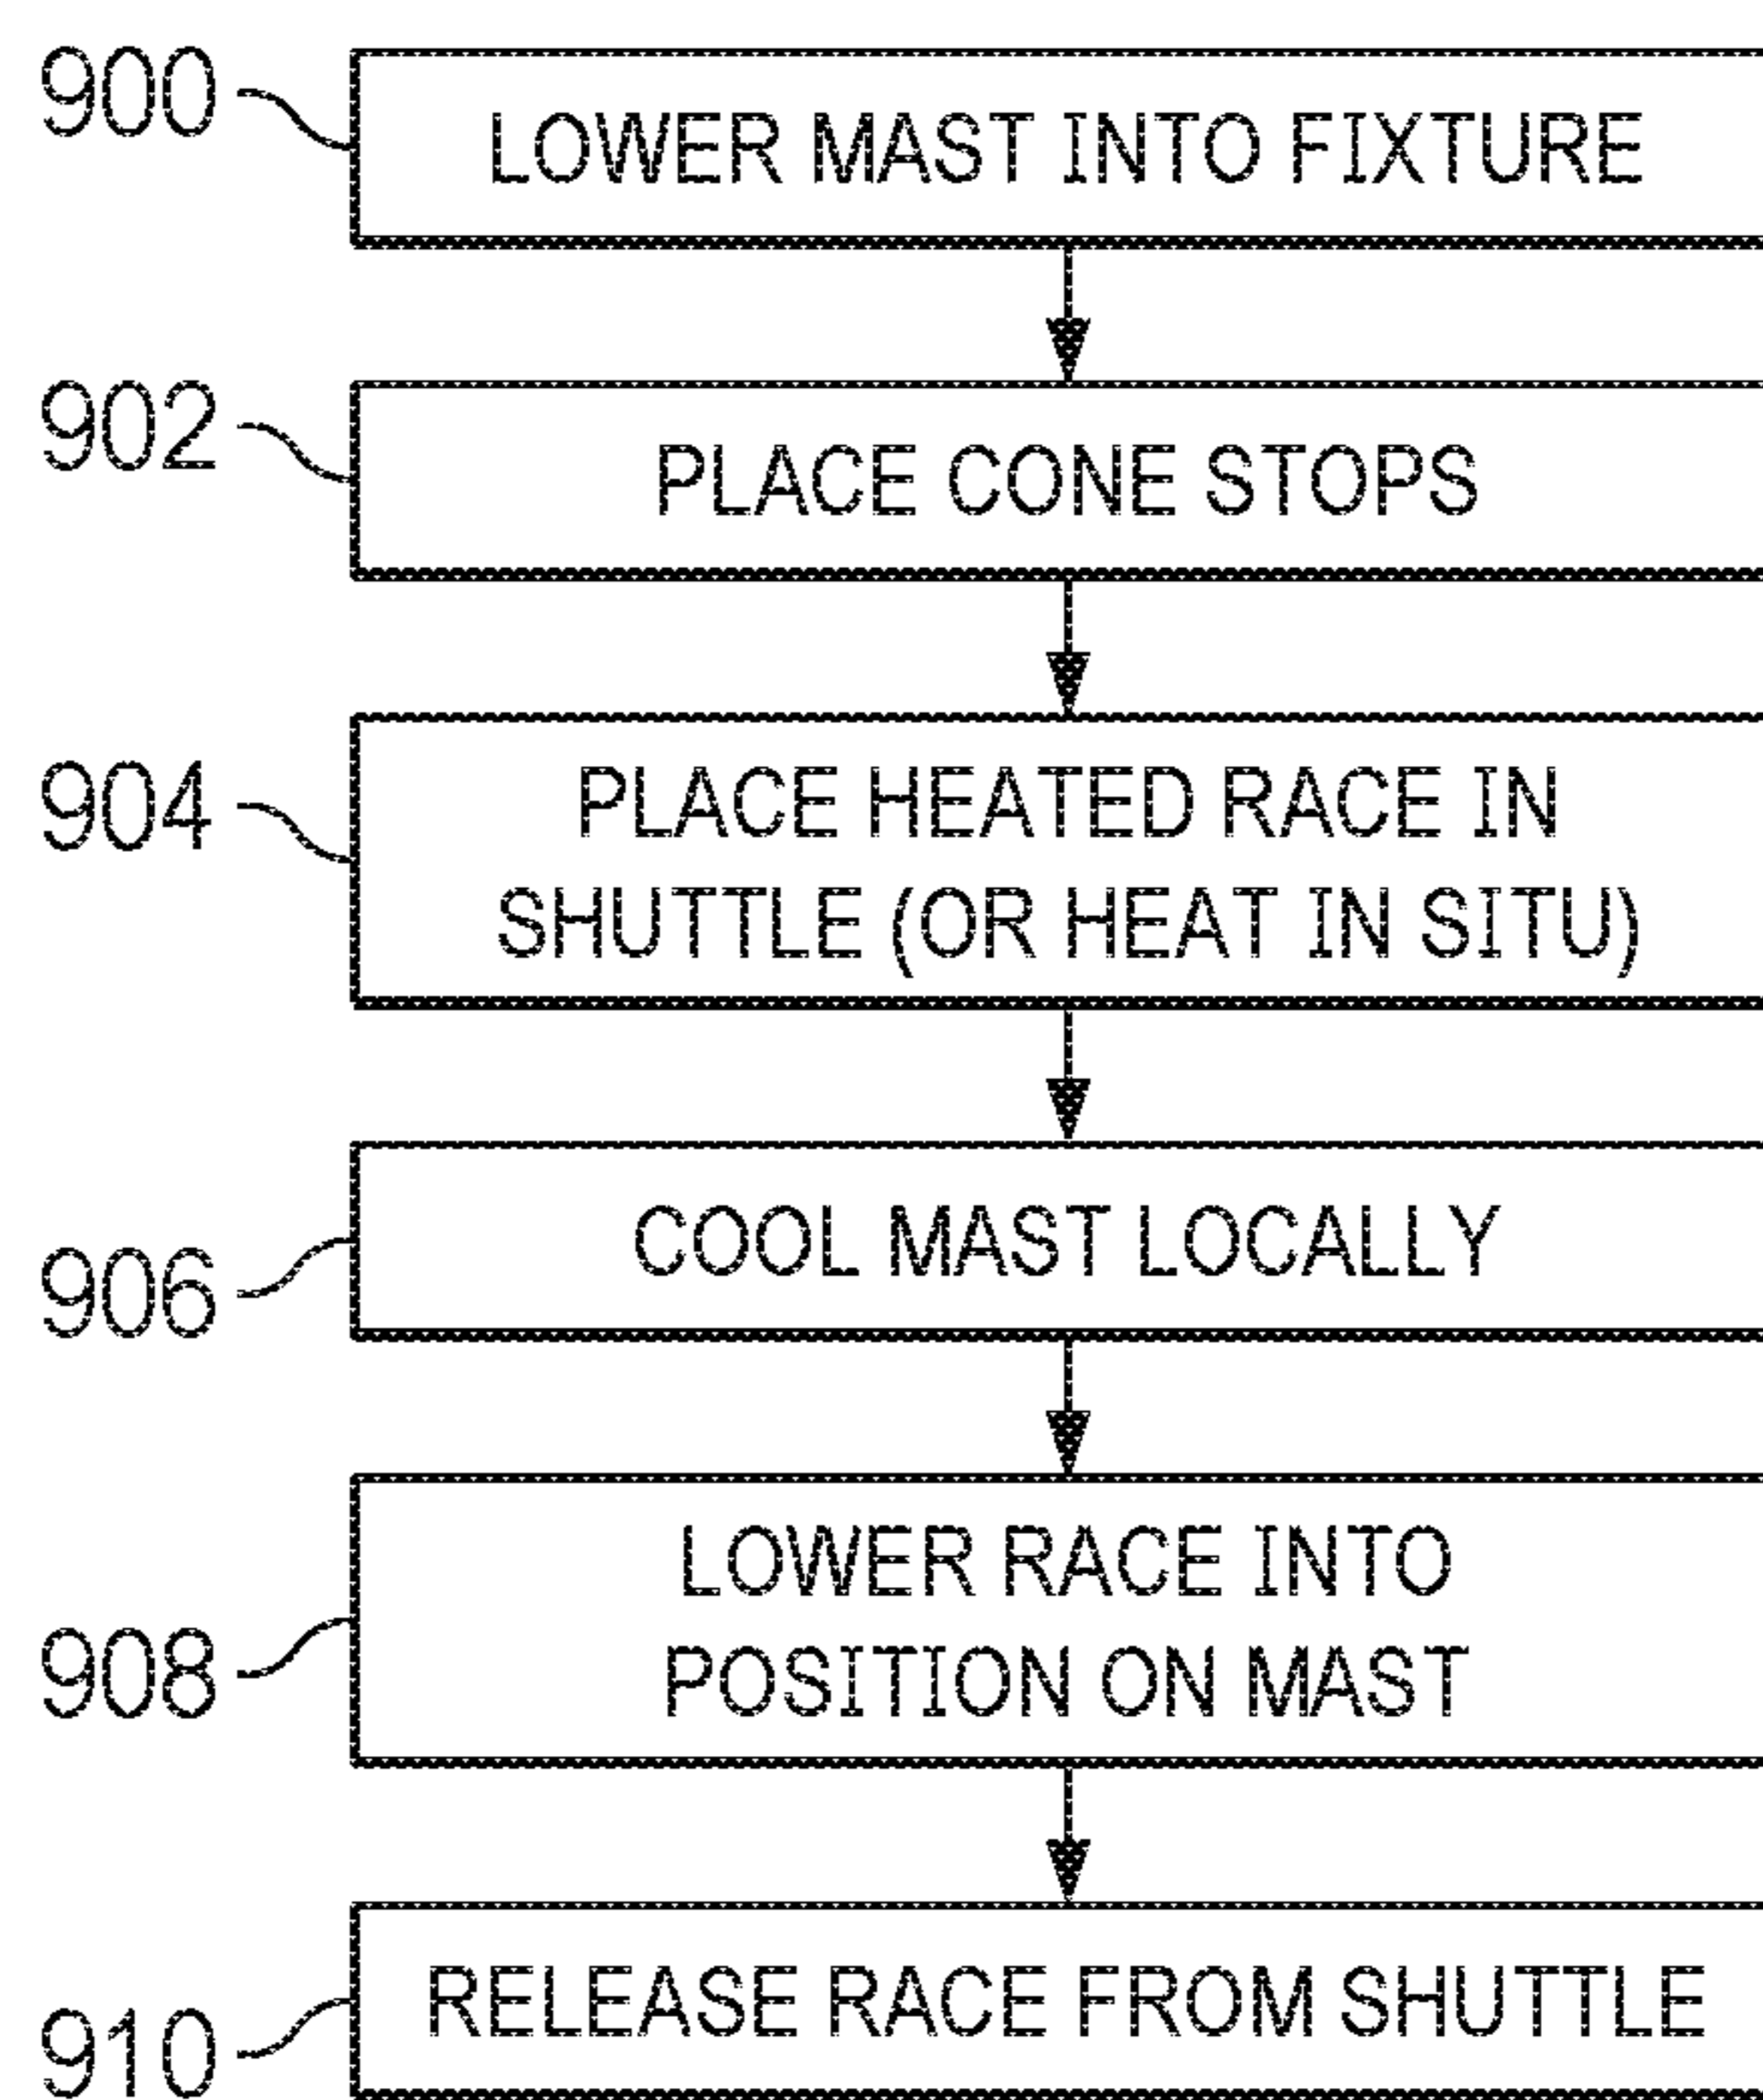 900
LOWER MAST INTO FIXTURE
902
PLACE CONE STOPS
904
PLACE HEATED RACE IN
SHUTTLE (OR HEAT IN SITU)
906
COOL MAST LOCALLY
908
LOWER RACE INTO
POSITION ON MAST
910
RELEASE RACE FROM SHUTTLE